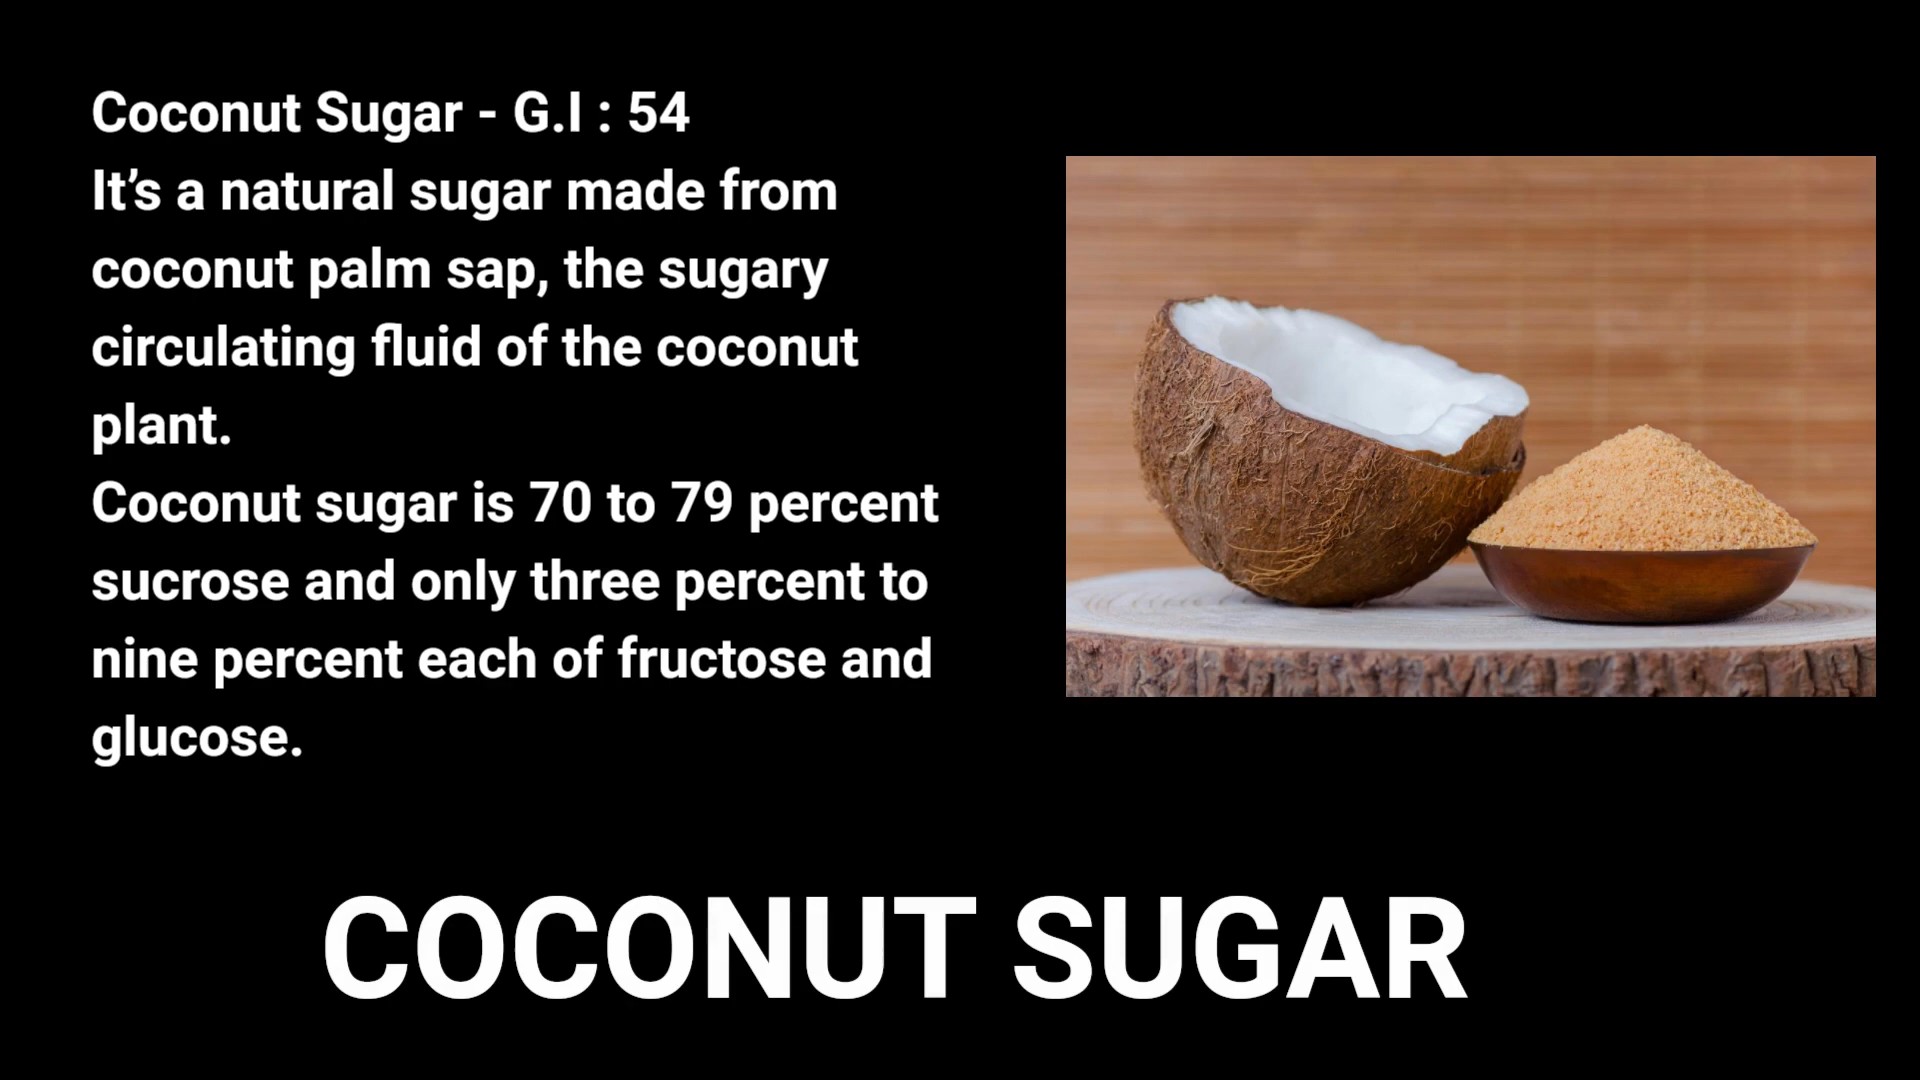 Coconut Sugar - G.I : 54
It’s a natural sugar made from
coconut palm sap, the sugary
circulating fluid of the coconut
plant.
Coconut sugar is 70 to 79 percent
sucrose and only three percent to
nine percent each of fructose and
glucose.
COCONUT SUGAR